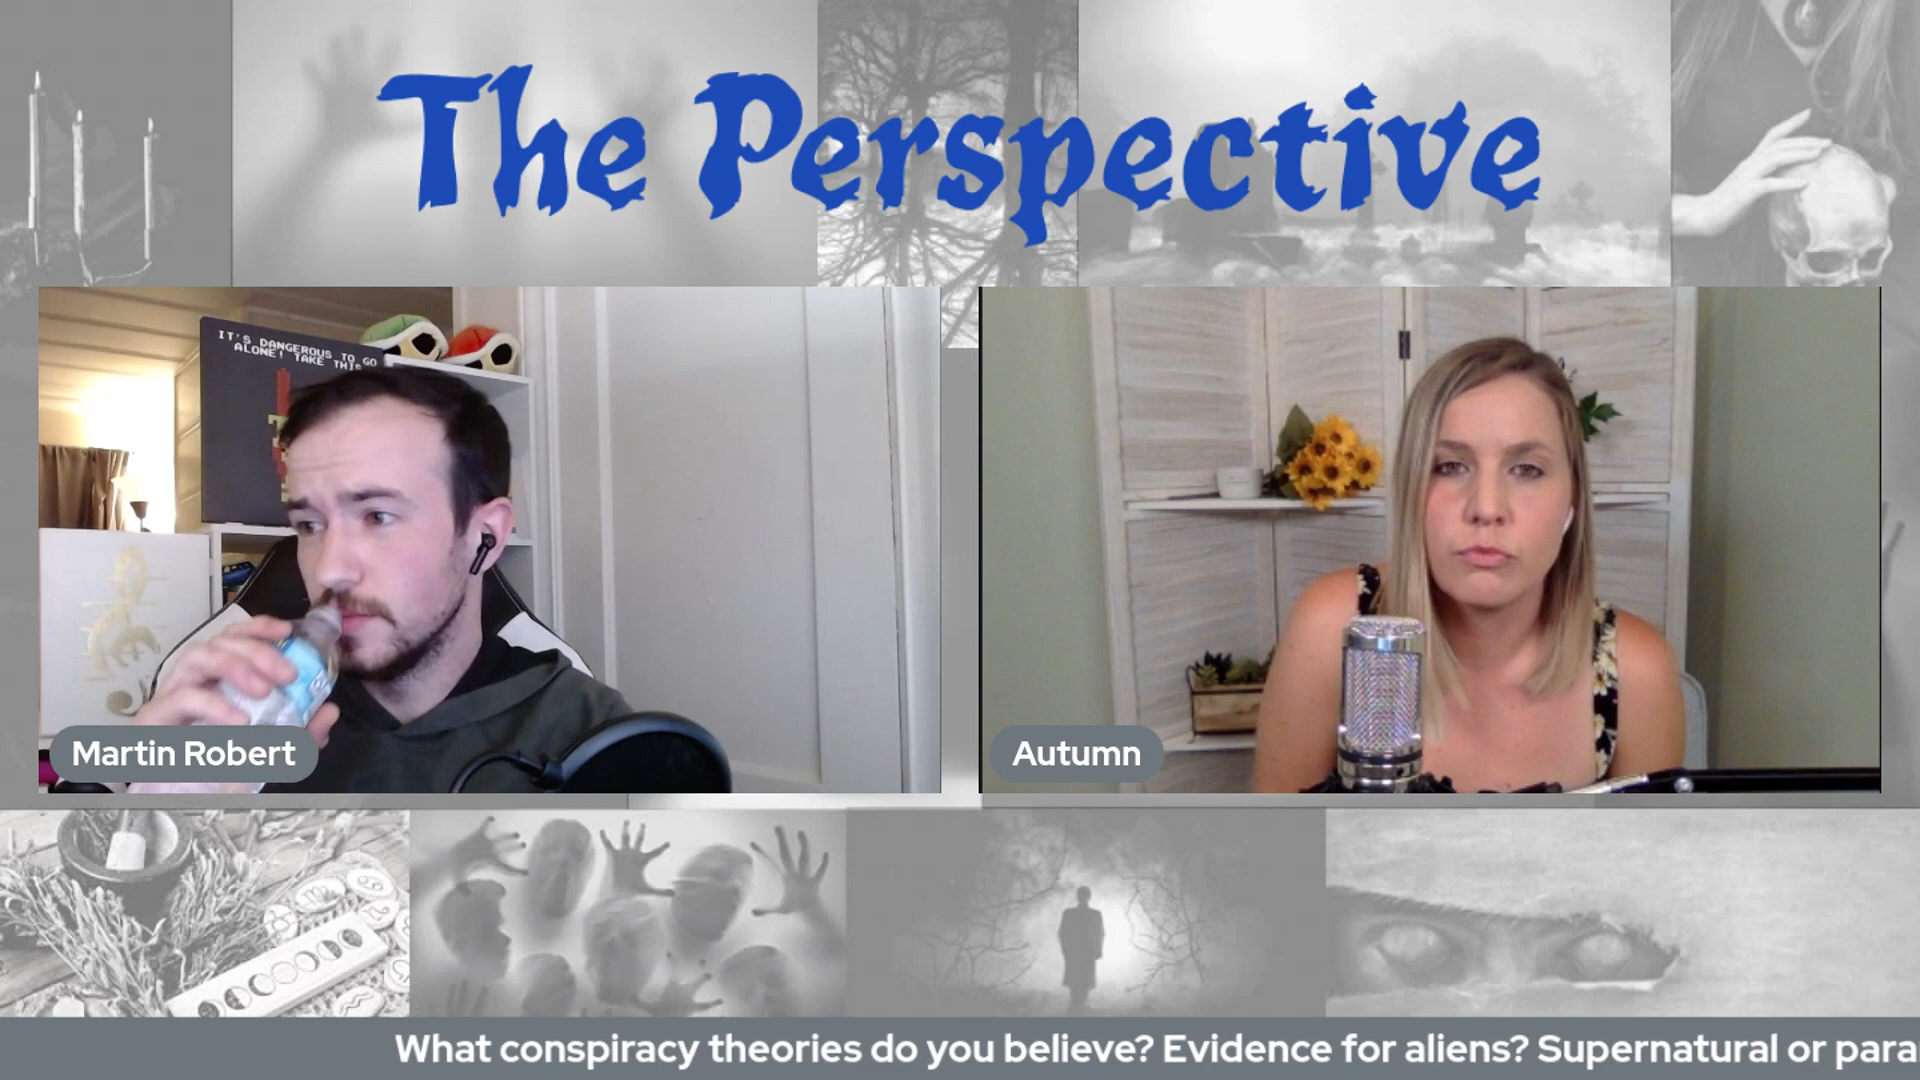 The Perspective
IT'S DANGEROUS TO GO
ALONE! TAKE THIS
Martin Robert
Autumn
What conspiracy theories do you believe? Evidence for aliens? Supernatural or para